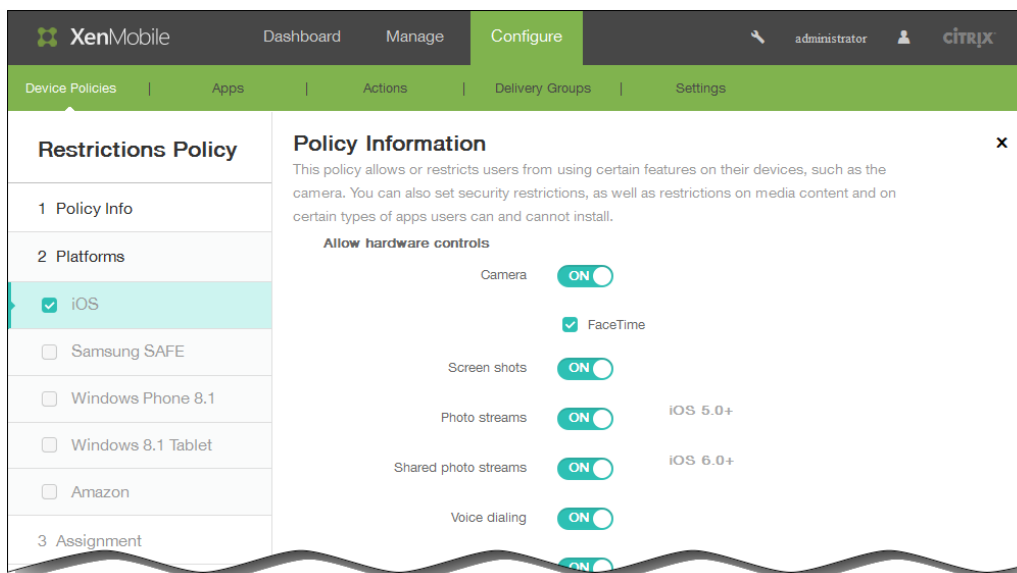 XenMobile Dashboard Manage Configure administrator CITRIX
Device Policies | Apps | Actions | Delivery Groups | Settings
Restrictions Policy
1 Policy Info
2 Platforms
iOS
Samsung SAFE
Windows Phone 8.1
Windows 8.1 Tablet
Amazon
3 Assignment
Policy Information
This policy allows or restricts users from using certain features on their devices, such as the
camera. You can also set security restrictions, as well as restrictions on media content and on
certain types of apps users can and cannot install.
Allow hardware controls
Camera ON
FaceTime
Screen shots ON
Photo streams ON iOS 5.0+
Shared photo streams ON iOS 6.0+
Voice dialing ON
ON